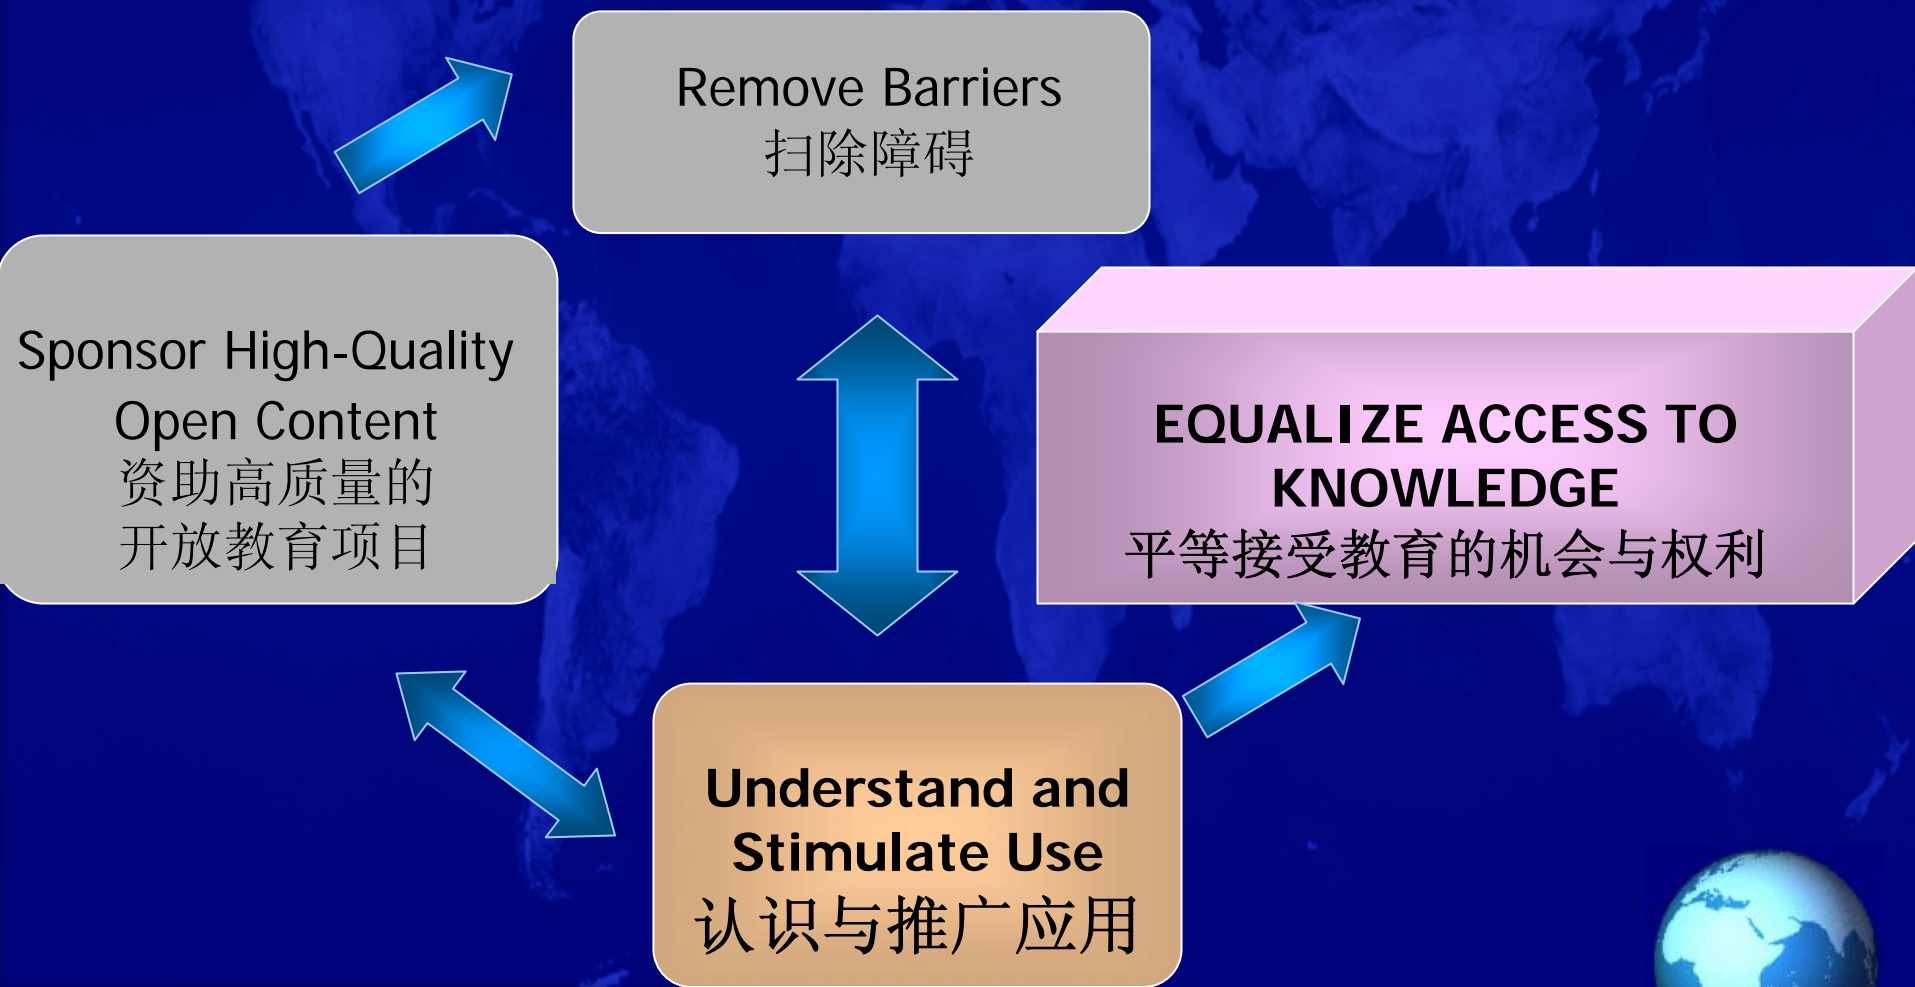 Remove Barriers
扫除障碍
Sponsor High-Quality
Open Content
资助高质量的
开放教育项目
EQUALIZE ACCESS TO
KNOWLEDGE
平等接受教育的机会与权利
Understand and
Stimulate Use
认识与推广应用